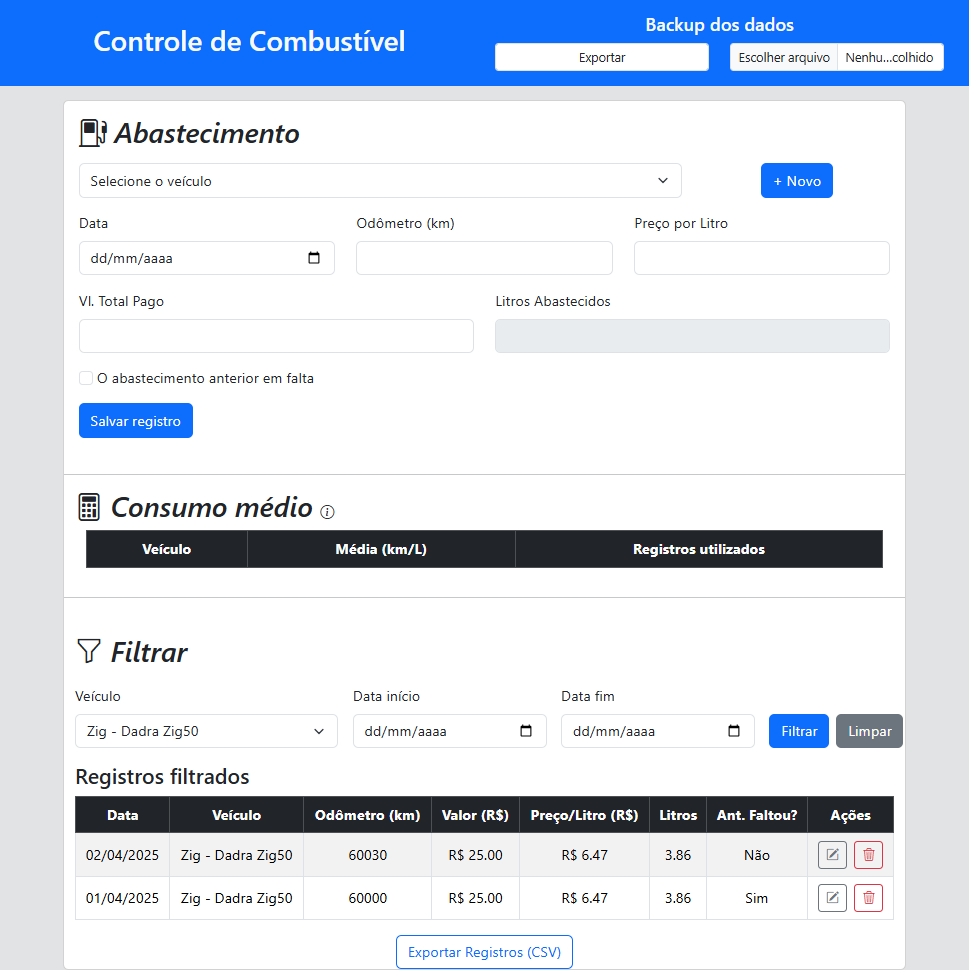 Controle de Combustível
Backup dos dados
Exportar
Escolher arquivo Nenhu...colhido
Abastecimento
Selecione o veículo
+ Novo
Data Odômetro (km) Preço por Litro
dd/mm/aaaa
Vl. Total Pago Litros Abastecidos
O abastecimento anterior em falta
Salvar registro
Consumo médio
Veículo Média (km/L) Registros utilizados
Filtrar
Veículo Data início Data fim
Zig - Dadra Zig50 dd/mm/aaaa dd/mm/aaaa Filtrar Limpar
Registros filtrados
Data Veículo Odômetro (km) Valor (R$) Preço/Litro (R$) Litros Ant. Faltou? Ações
02/04/2025 Zig - Dadra Zig50 60030 R$ 25.00 R$ 6.47 3.86 Não
01/04/2025 Zig - Dadra Zig50 60000 R$ 25.00 R$ 6.47 3.86 Sim
Exportar Registros (CSV)